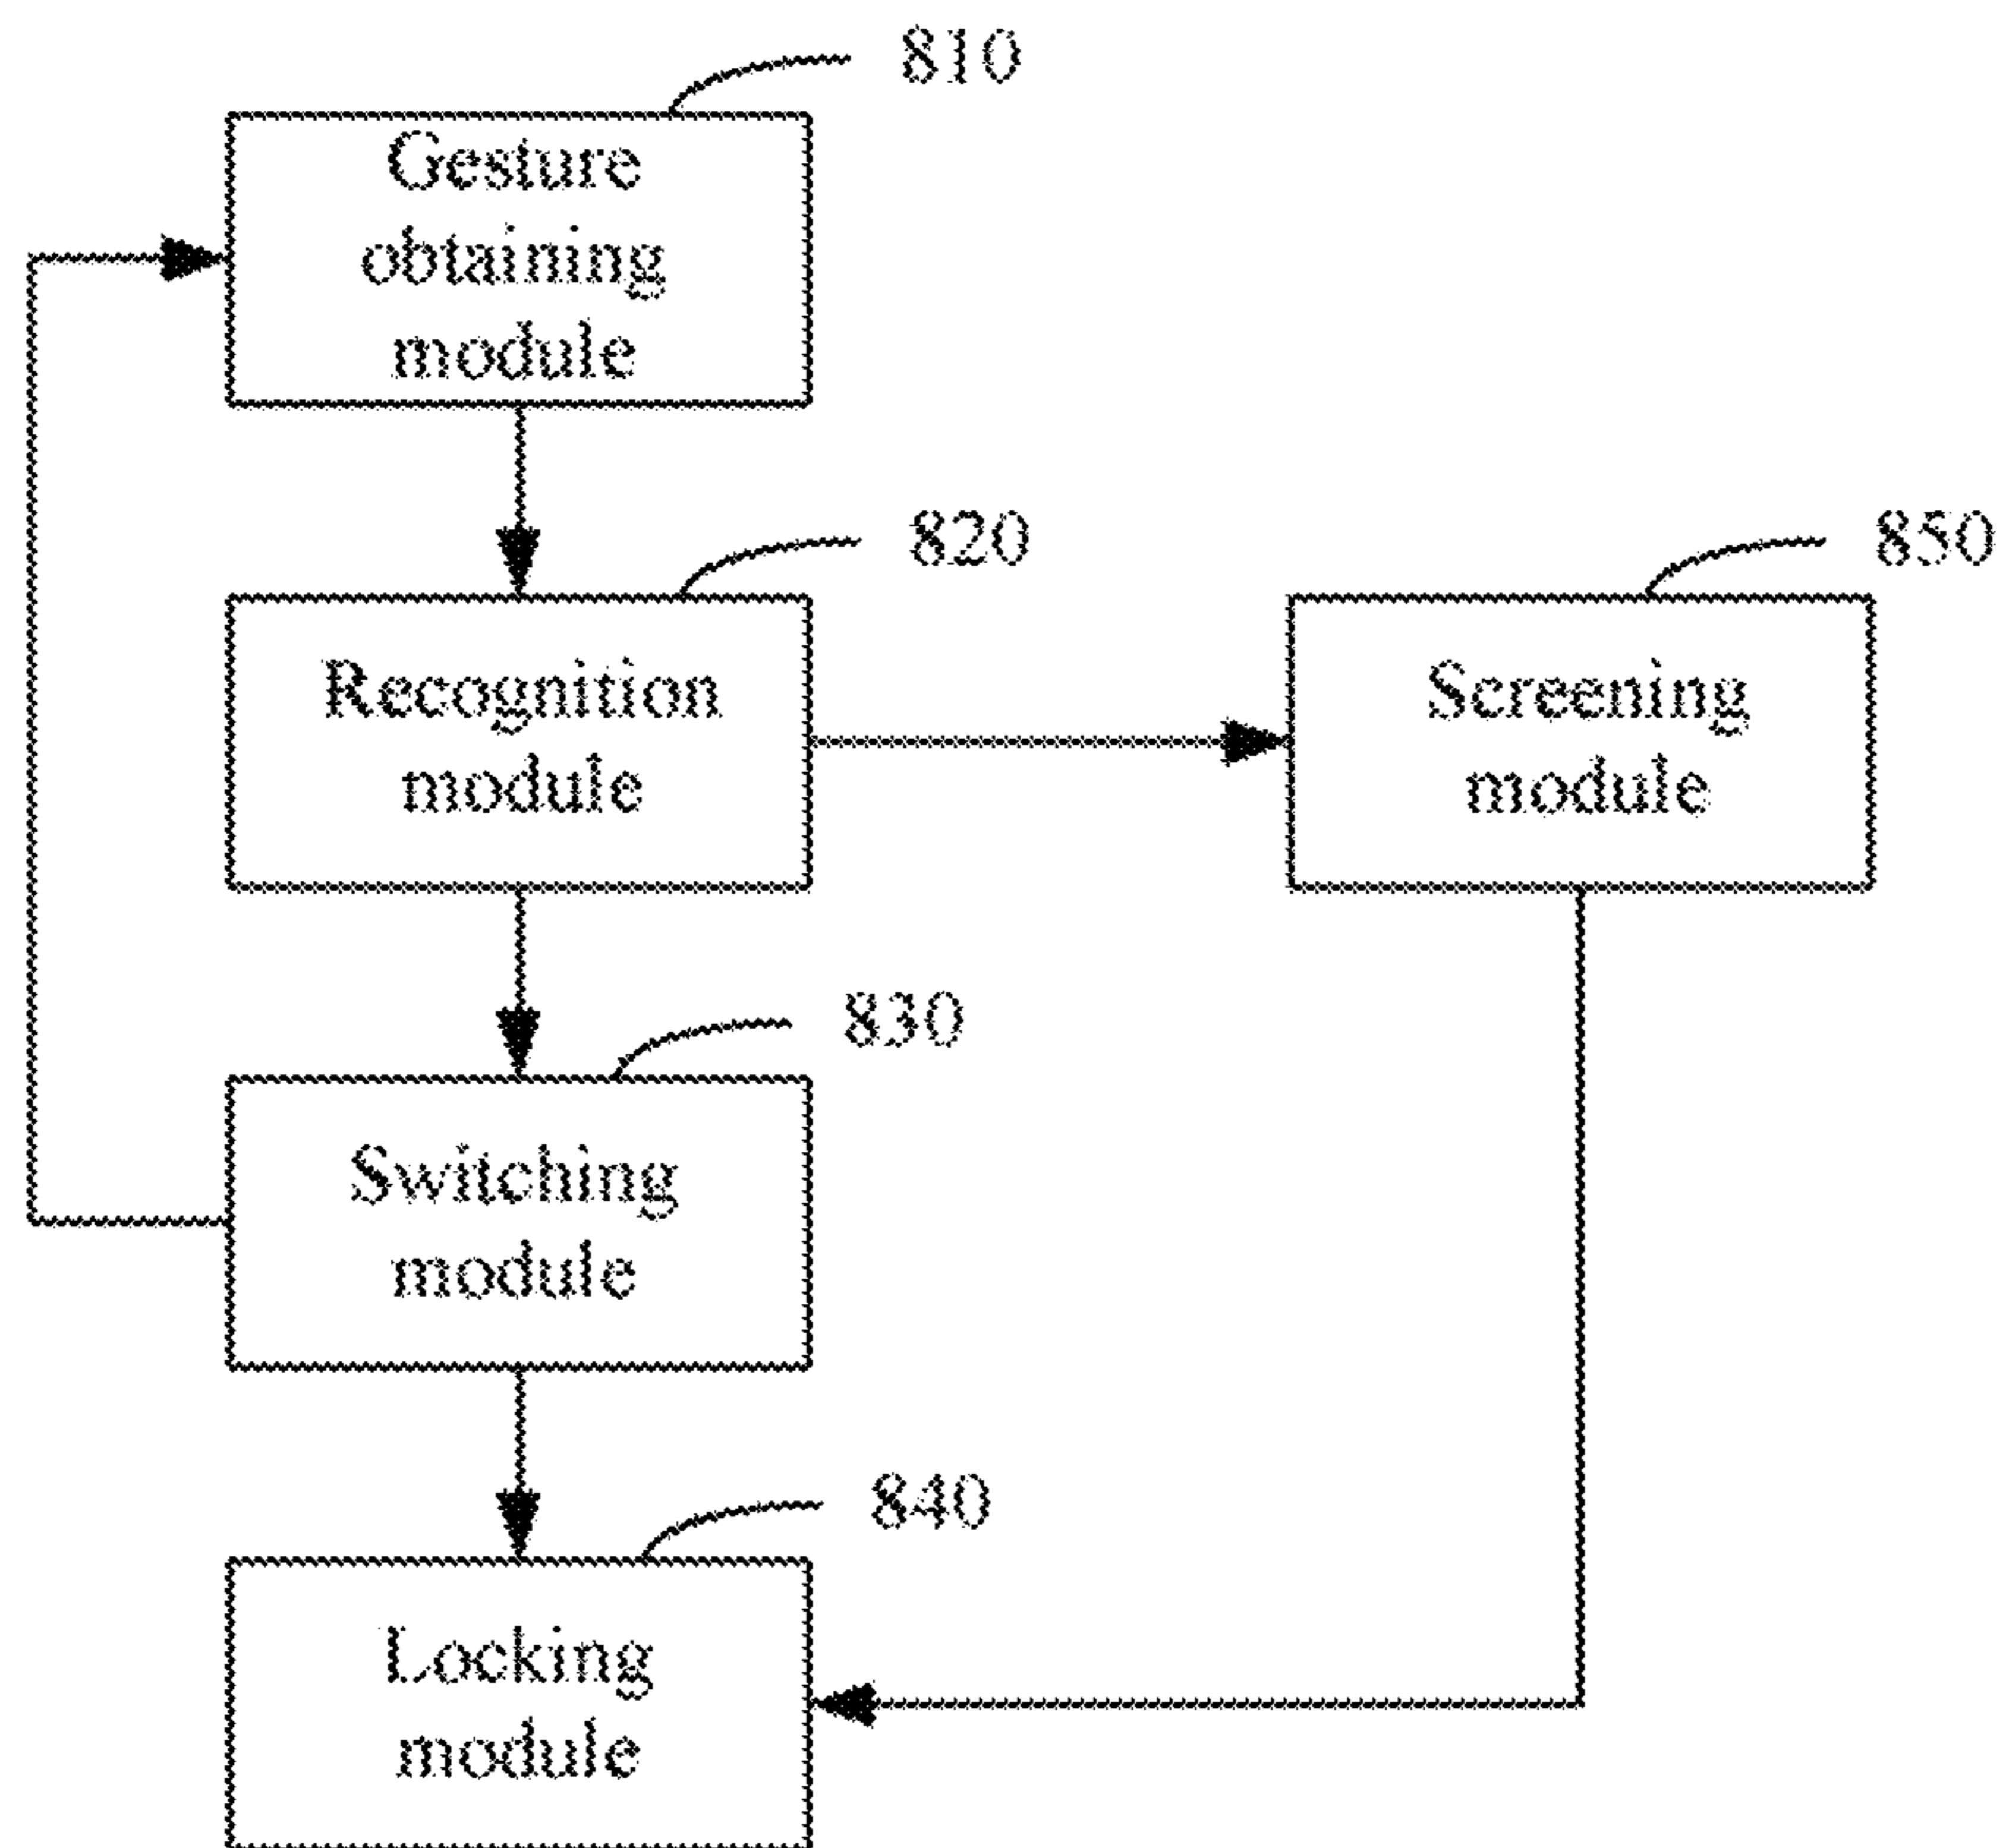 810
Gesture
obtaining
module
820
850
Recognition
module
Screening
module
830
Switching
module
840
Locking
module